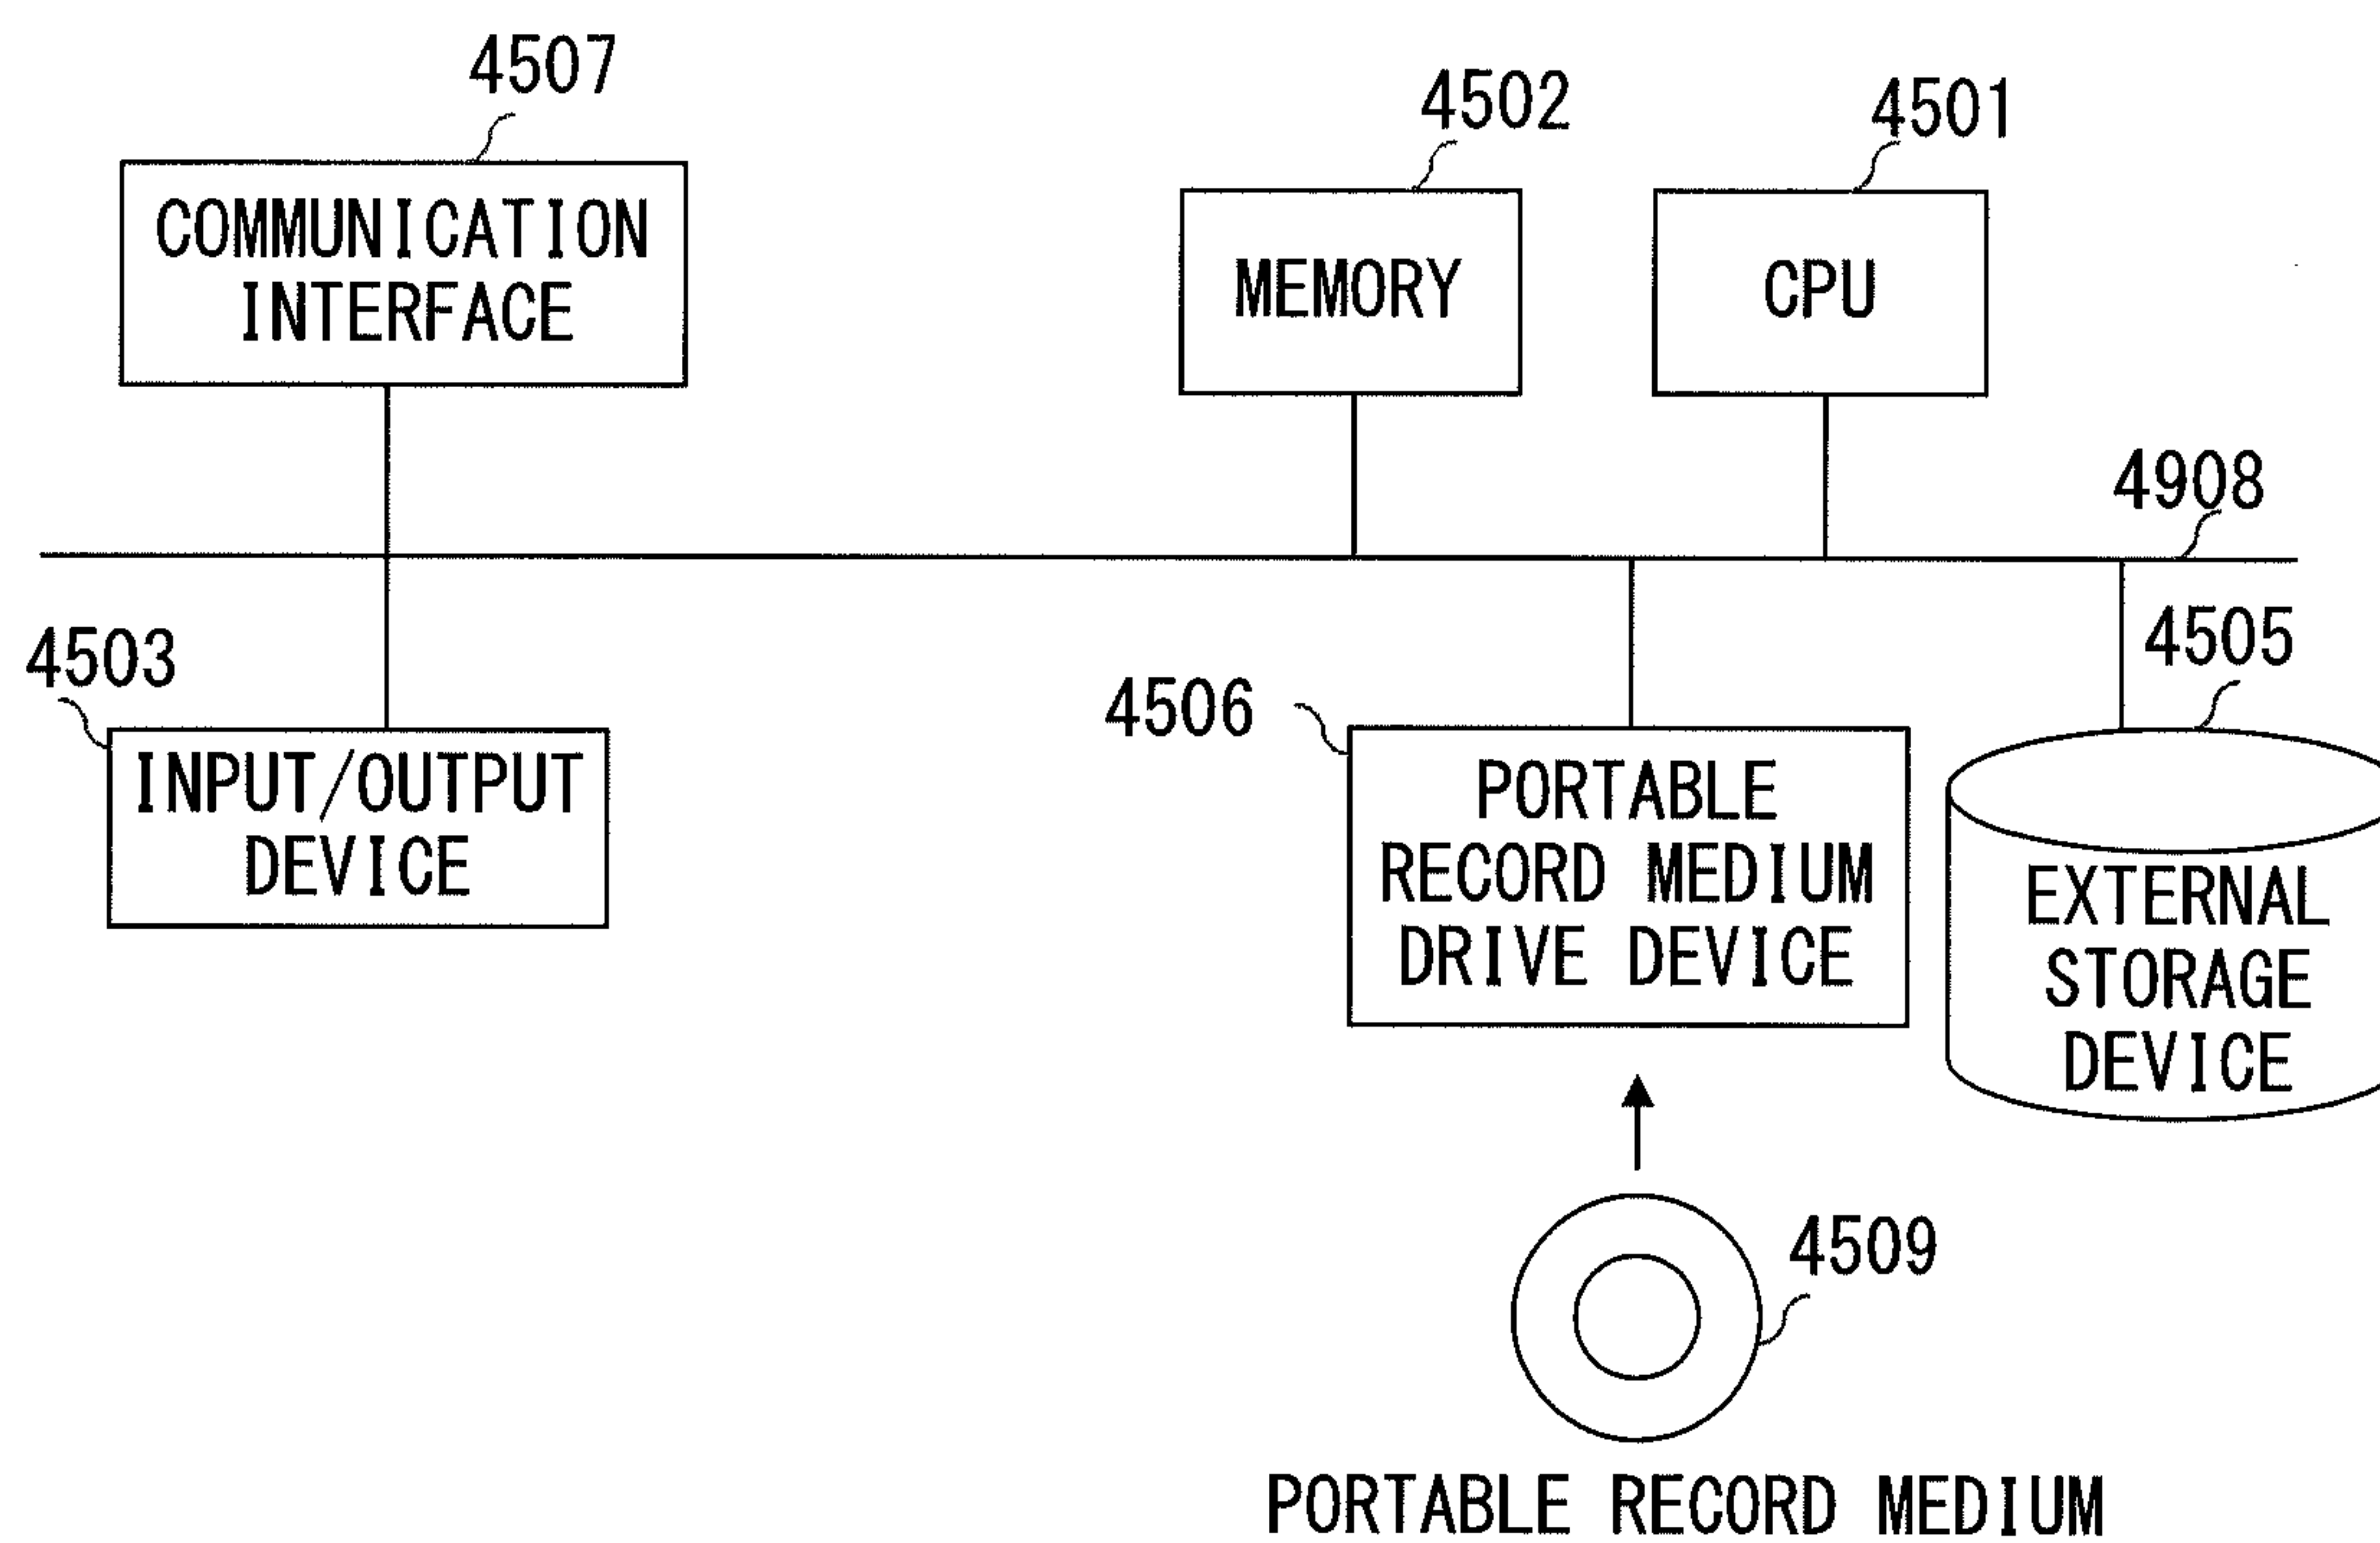 4507
COMMUNICATION
INTERFACE
4502
MEMORY
4501
CPU
4908
4503
INPUT/OUTPUT
DEVICE
4506
PORTABLE
RECORD MEDIUM
DRIVE DEVICE
4505
EXTERNAL
STORAGE
DEVICE
4509
PORTABLE RECORD MEDIUM